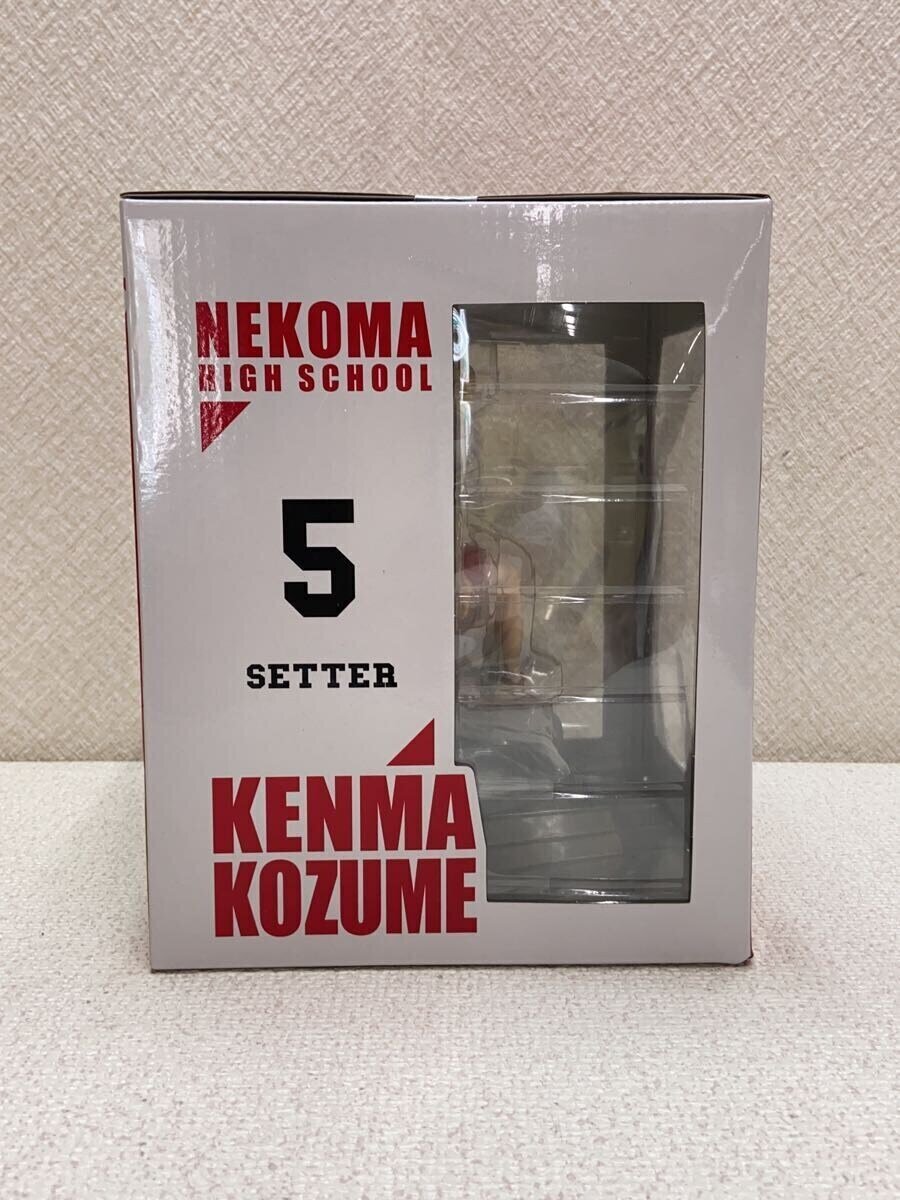 NEKOMA
HIGH SCHOOL
5
SETTER
KENMA
KOZUME